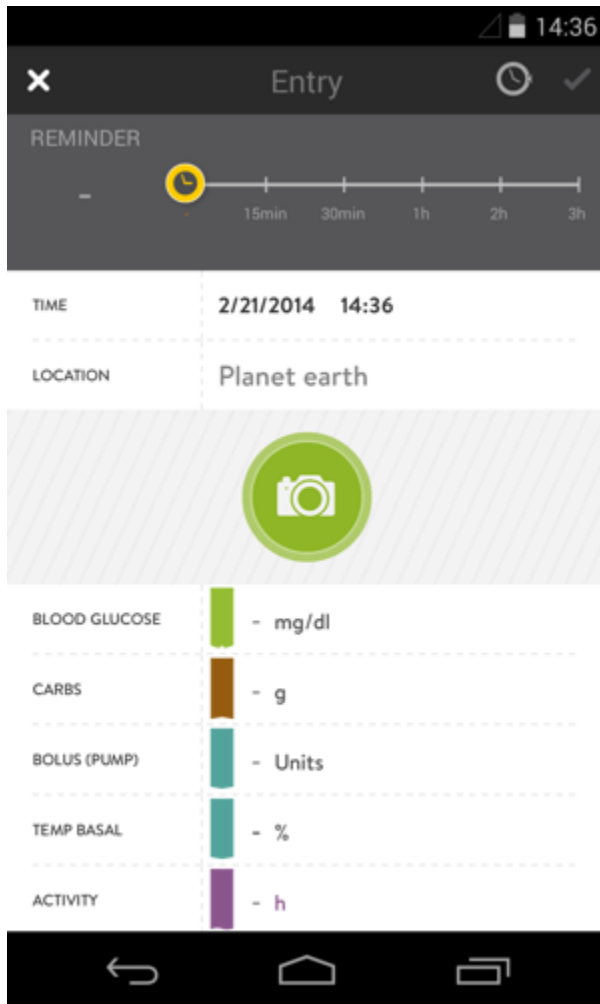 14:36
Entry
REMINDER
-
15min 30min 1h 2h 3h
TIME 2/21/2014 14:36
LOCATION Planet earth
BLOOD GLUCOSE - mg/dl
CARBS - g
BOLUS (PUMP) - Units
TEMP BASAL - %
ACTIVITY - h